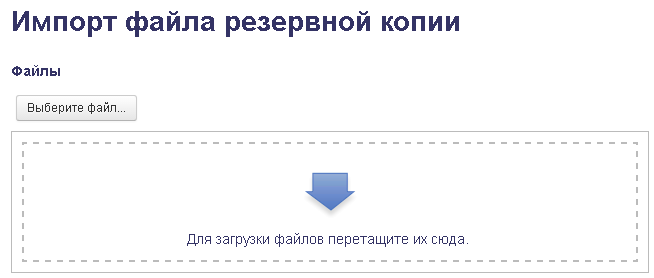 Импорт файла резервной копии
Файлы
Выберите файл...
Для загрузки файлов перетащите их сюда.